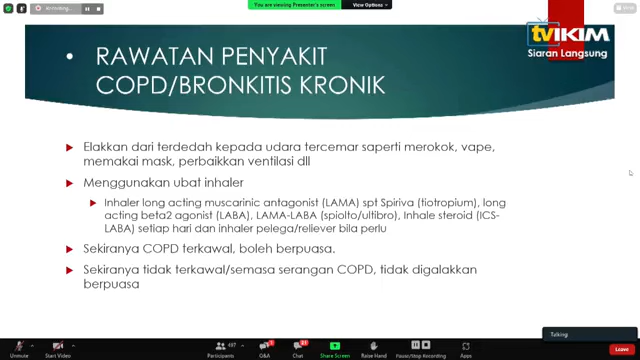 You are viewing Presenter's screen
View Options
tvIKIM
Siaran Langsung
RAWATAN PENYAKIT
COPD/BRONKITIS KRONIK
Elakkan dari terdedah kepada udara tercemar saperti merokok, vape,
memakai mask, perbaikkan ventilasi dll
Menggunakan ubat inhaler
Inhaler long acting muscarinic antagonist (LAMA) spt Spiriva (tiotropium), long
acting beta2 agonist (LABA), LAMA-LABA (spiolto/ultibro), Inhale steroid (ICS-
LABA) setiap hari dan inhaler pelega/reliever bila perlu
Sekiranya COPD terkawal, boleh berpuasa.
Sekiranya tidak terkawal/semasa serangan COPD, tidak digalakkan
berpuasa
Talking:
Unmute
Start Video
Participants
497
Q&A
Chat
Share Screen
Raise Hand
Pause/Stop Recording
Apps
Leave